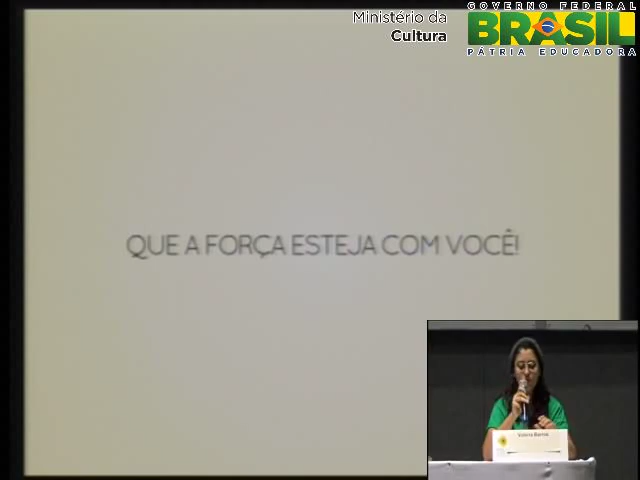 Ministério da
Cultura
GOVERNO FEDERAL
BRASIL
PÁTRIA EDUCADORA
QUE A FORÇA ESTEJA COM VOCÊ!